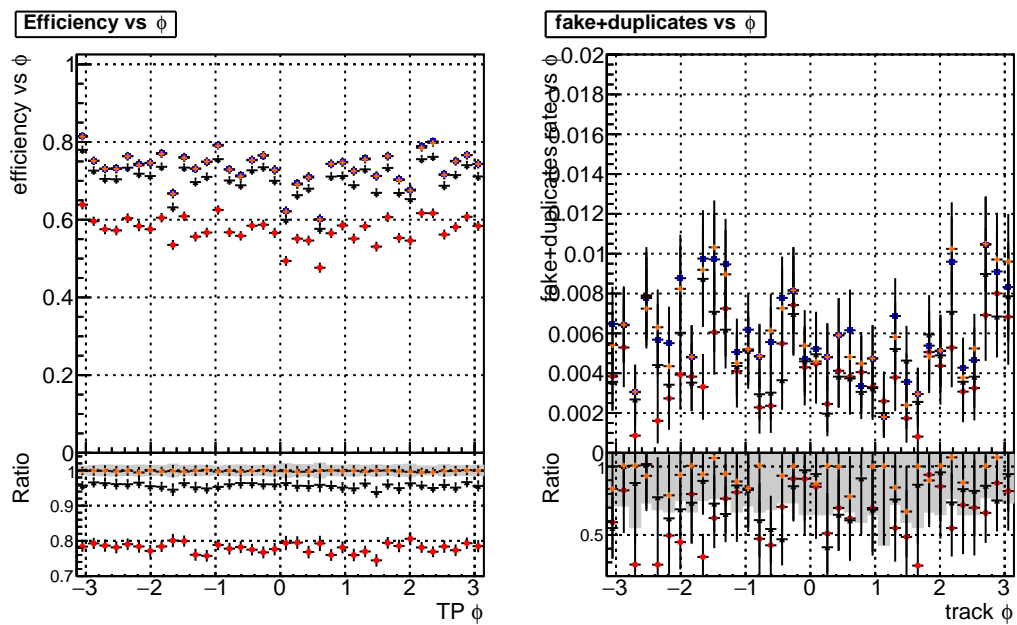 Efficiency vs ϕ
efficiency vs ϕ
1
0.8
0.6
0.4
0.2
0
Ratio
1
0.9
0.8
0.7
−3 −2 −1 0 1 2 3
TP ϕ
fake+duplicates vs ϕ
fake+duplicates rate vs ϕ
0.02
0.018
0.016
0.014
0.012
0.01
0.008
0.006
0.004
0.002
0
Ratio
1
0.5
−3 −2 −1 0 1 2 3
track ϕ